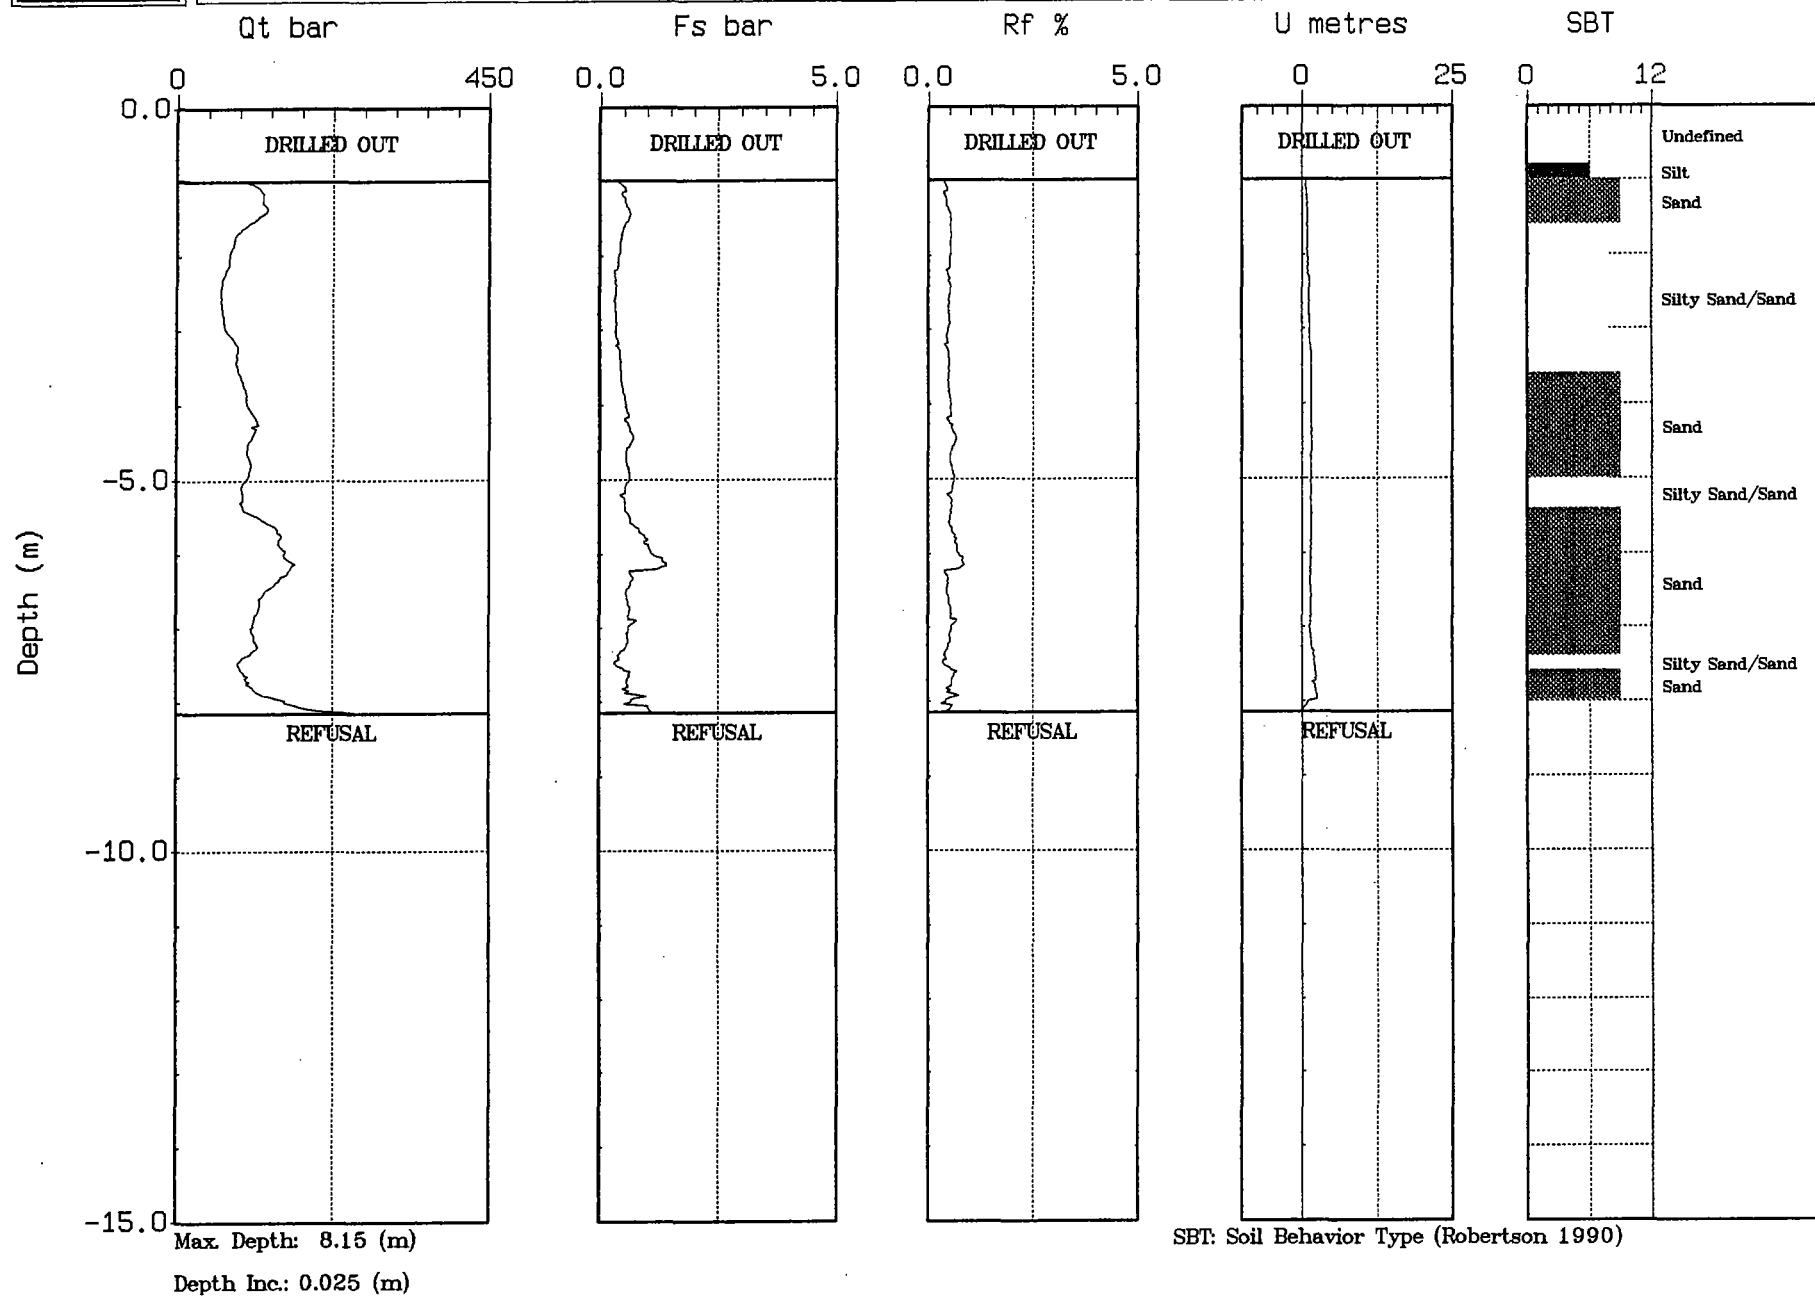 Qt bar Fs bar Rf % U metres SBT
0 450 0.0 5.0 0.0 5.0 0 25 0 12
0.0
DRILLED OUT DRILLED OUT DRILLED OUT DRILLED OUT Undefined
Silt
Sand
Silty Sand/Sand
Sand
-5.0
Silty Sand/Sand
Depth (m)
Sand
Silty Sand/Sand
Sand
REFUSAL REFUSAL REFUSAL REFUSAL
-10.0
-15.0
Max. Depth: 8.15 (m) SBT: Soil Behavior Type (Robertson 1990)
Depth Inc.: 0.025 (m)